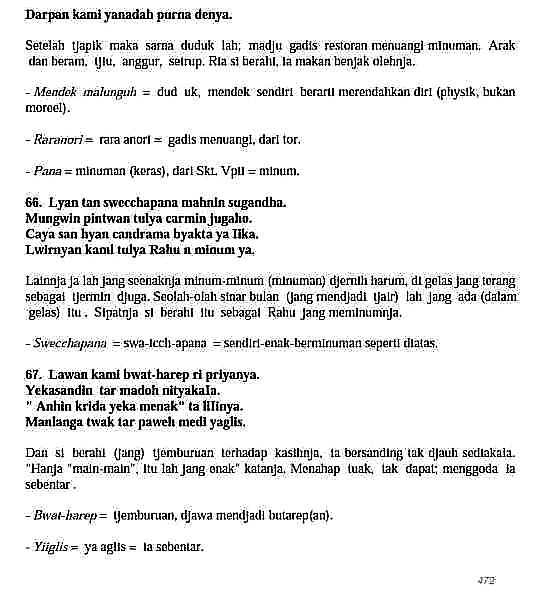 Darpan kami yanadah purna denya.
Setelah tjapik maka sama duduk lah; madju gadis restoran menuangi minuman. Arak
dan beram, tjiu, anggur, setrup. Ria si berahi, ia makan benjak olehnja.
- Mendek malunguh = dud uk, mendek sendiri berarti merendahkan diri (physik, bukan
moreel).
- Raranori = rara anori = gadis menuangi, dari tor.
- Pana = minuman (keras), dari Skt. Vpil = minum.
66. Lyan tan swecchapana mahnin sugandha.
Mungwin pintwan tulya carmin jugaho.
Caya san hyan candrama byakta ya lika.
Lwirnyan kami tulya Rahu n minum ya.
Lainnja ja lah jang seenaknja minum-minum (minuman) djernih harum, di gelas jang terang
sebagai tjermin djuga. Seolah-olah sinar bulan (jang mendjadi tjair) lah jang ada (dalam
gelas) itu . Sipatnja si berahi itu sebagai Rahu jang meminumnja.
- Swecchapana = swa-icch-apana = sendiri-enak-berminuman seperti diatas.
67. Lawan kami bwat-harep ri priyanya.
Yekasandin tar madoh nityakala.
" Anhin krida yeka menak" ta lilinya.
Manlanga twak tar paweh medi yaglis.
Dan si berahi (jang) tjemburuan terhadap kasihnja, ia bersanding tak djauh sediakala.
"Hanja "main-main", itu lah jang enak" katanja. Menahap tuak, tak dapat; menggoda ia
sebentar .
- Bwat-harep = tjemburuan, djawa mendjadi butarep(an).
- Yiiglis = ya aglis = ia sebentar.
472